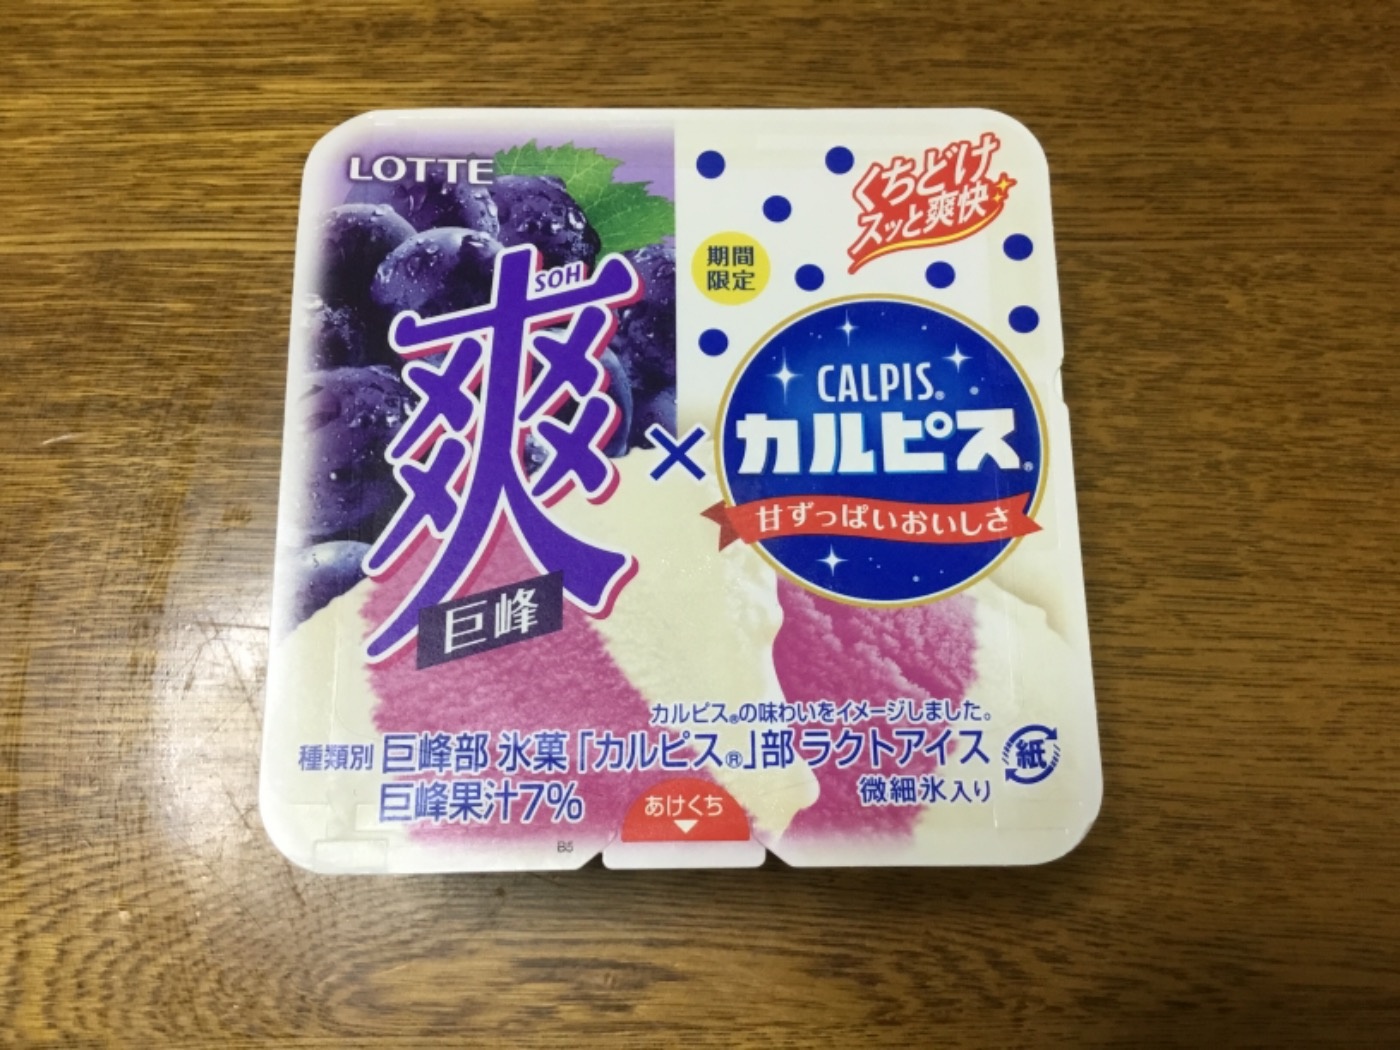 LOTTE
くちどけ
スッと爽快
期間
限定
SOH
爽
×
CALPIS®
カルピス®
甘ずっぱいおいしさ
巨峰
カルピス®の味わいをイメージしました。
種類別 巨峰部 氷菓「カルピス®」部 ラクトアイス
紙
巨峰果汁7%
あけくち
微細氷入り
B5